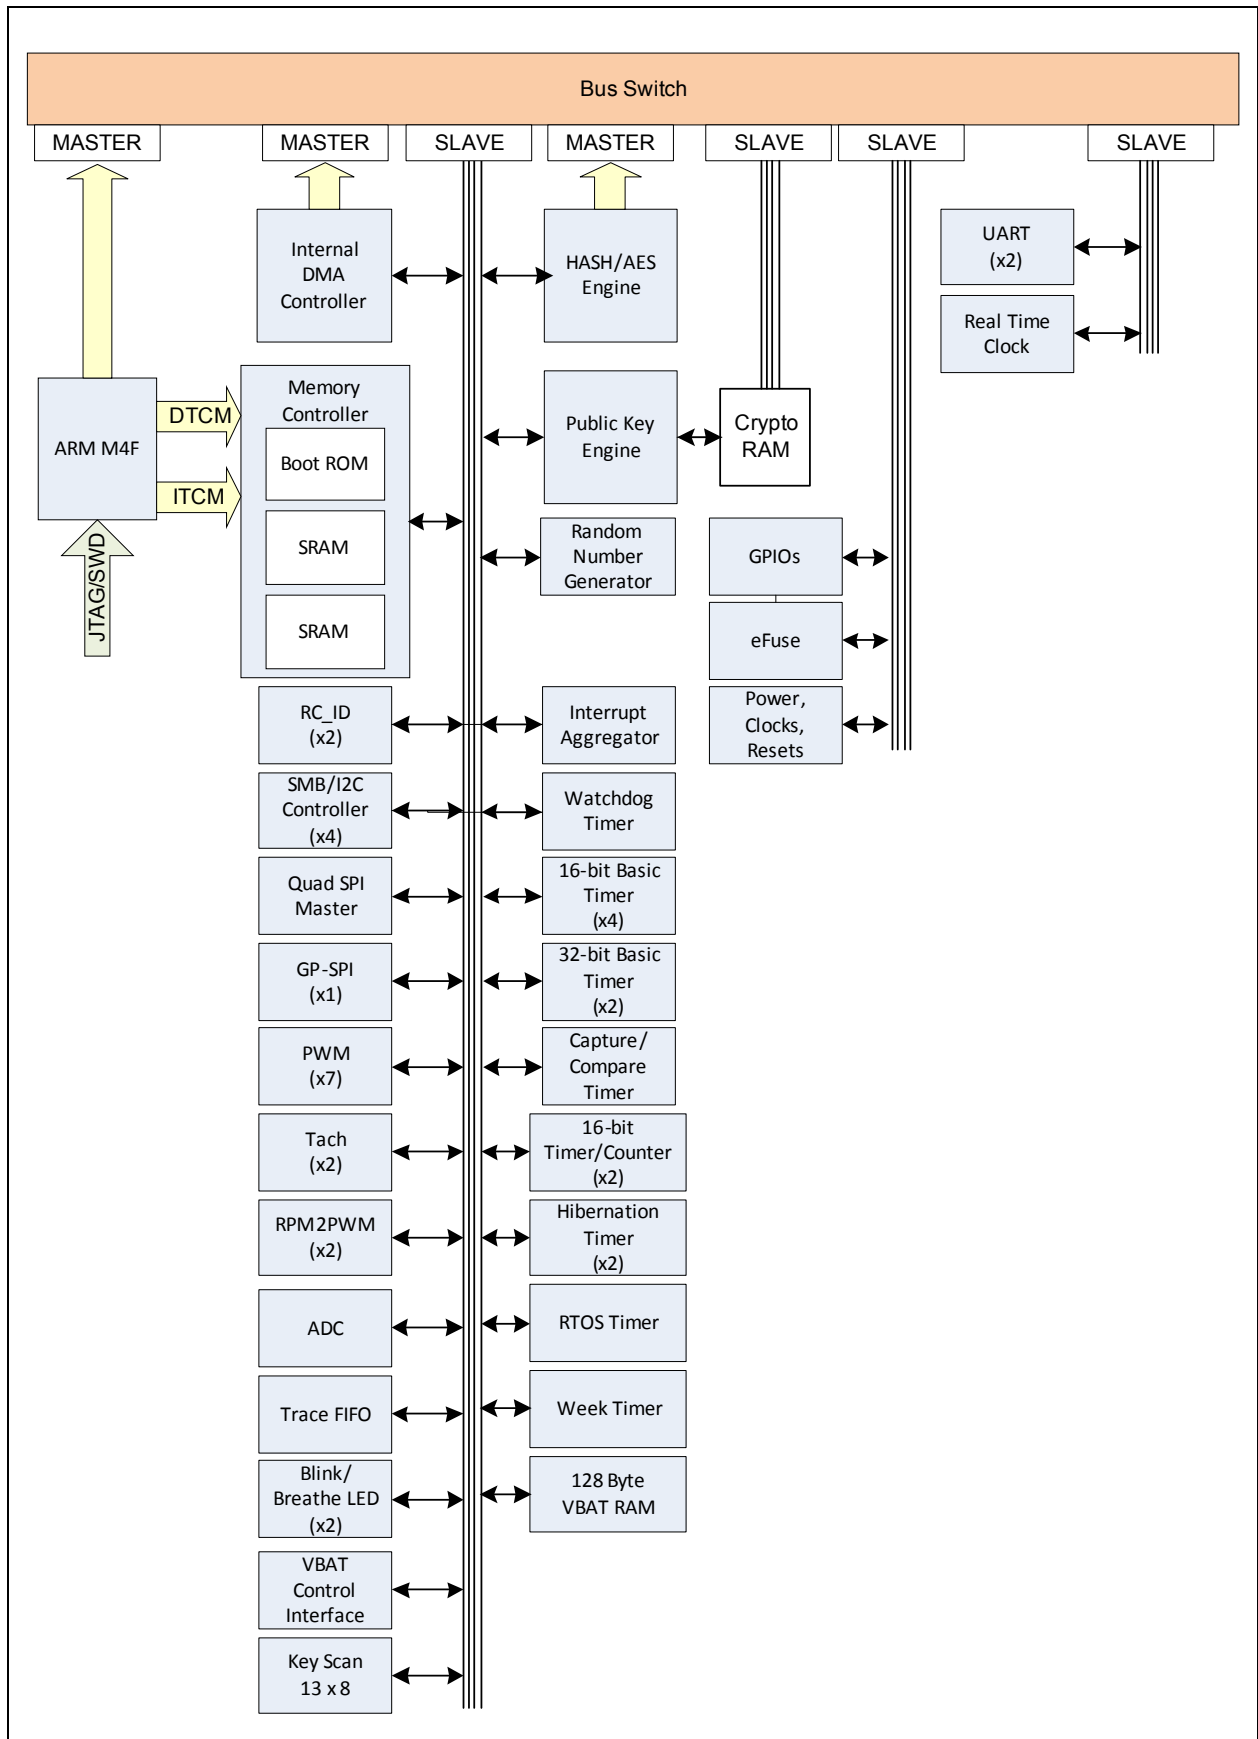 Bus Switch
MASTER
MASTER
SLAVE
MASTER
SLAVE
SLAVE
SLAVE
Internal
DMA
Controller
HASH/AES
Engine
UART
(x2)
Real Time
Clock
ARM M4F
DTCM
ITCM
JTAG/SWD
Memory
Controller
Boot ROM
SRAM
SRAM
Public Key
Engine
Crypto
RAM
Random
Number
Generator
GPIOs
eFuse
Power,
Clocks,
Resets
RC_ID
(x2)
Interrupt
Aggregator
SMB/I2C
Controller
(x4)
Watchdog
Timer
Quad SPI
Master
16-bit Basic
Timer
(x4)
GP-SPI
(x1)
32-bit Basic
Timer
(x2)
PWM
(x7)
Capture/
Compare
Timer
Tach
(x2)
16-bit
Timer/Counter
(x2)
RPM2PWM
(x2)
Hibernation
Timer
(x2)
ADC
RTOS Timer
Trace FIFO
Week Timer
Blink/
Breathe LED
(x2)
128 Byte
VBAT RAM
VBAT
Control
Interface
Key Scan
13 x 8